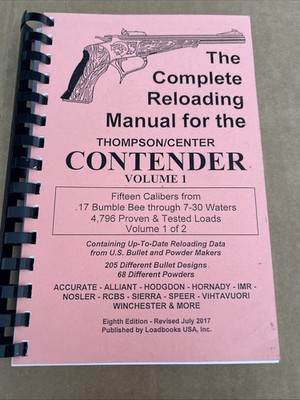 The
Complete
Reloading
Manual for the
THOMPSON/CENTER
CONTENDER
VOLUME 1
Fifteen Calibers from
.17 Bumble Bee through 7-30 Waters
4,796 Proven & Tested Loads
Volume 1 of 2
Containing Up-To-Date Reloading Data
from U.S. Bullet and Powder Makers
205 Different Bullet Designs
68 Different Powders
ACCURATE - ALLIANT - HODGDON - HORNADY - IMR -
NOSLER - RCBS - SIERRA - SPEER - VIHTAVUORI
WINCHESTER & MORE
Eighth Edition - Revised July 2017
Published by Loadbooks USA, Inc.